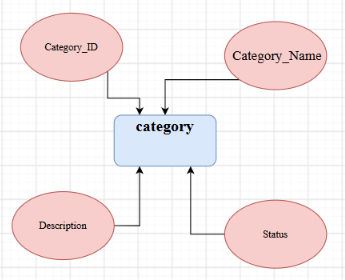 Category_ID
Category_Name
category
Description
Status